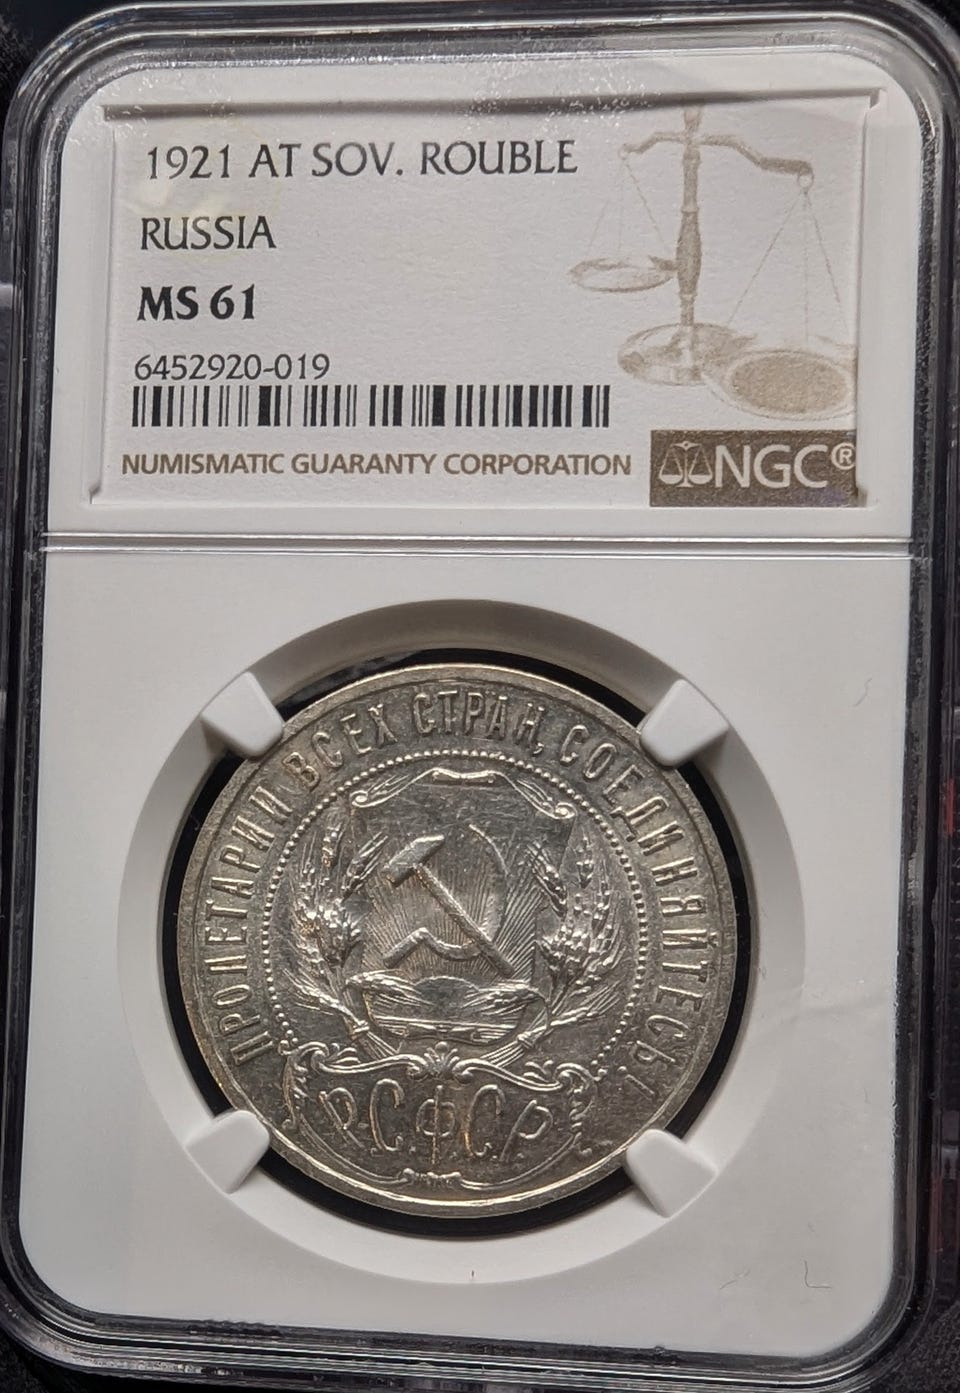 1921 AT SOV. ROUBLE
RUSSIA
MS 61
6452920-019
NUMISMATIC GUARANTY CORPORATION
NGC®
ПРОЛЕТАРИИ ВСЕХ СТРАН, СОЕДИНЯЙТЕСЬ!
Р.С.Ф.С.Р.